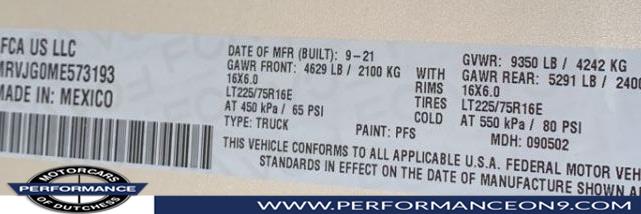 FCA US LLC
MRVJG0ME573193
MADE IN: MEXICO
DATE OF MFR (BUILT): 9-21
GAWR FRONT: 4629 LB / 2100 KG
16X6.0
LT225/75R16E
AT 450 kPa / 65 PSI
TYPE: TRUCK
PAINT: PFS
WITH
RIMS
TIRES
COLD
GVWR: 9350 LB / 4242 KG
GAWR REAR: 5291 LB / 2400
16X6.0
LT225/75R16E
AT 550 kPa / 80 PSI
MDH: 090502
THIS VEHICLE CONFORMS TO ALL APPLICABLE U.S.A. FEDERAL MOTOR VEH
STANDARDS IN EFFECT ON THE DATE OF MANUFACTURE SHOWN A
MOTORCARS
PERFORMANCE
OF DUTCHESS
WWW.PERFORMANCEON9.COM